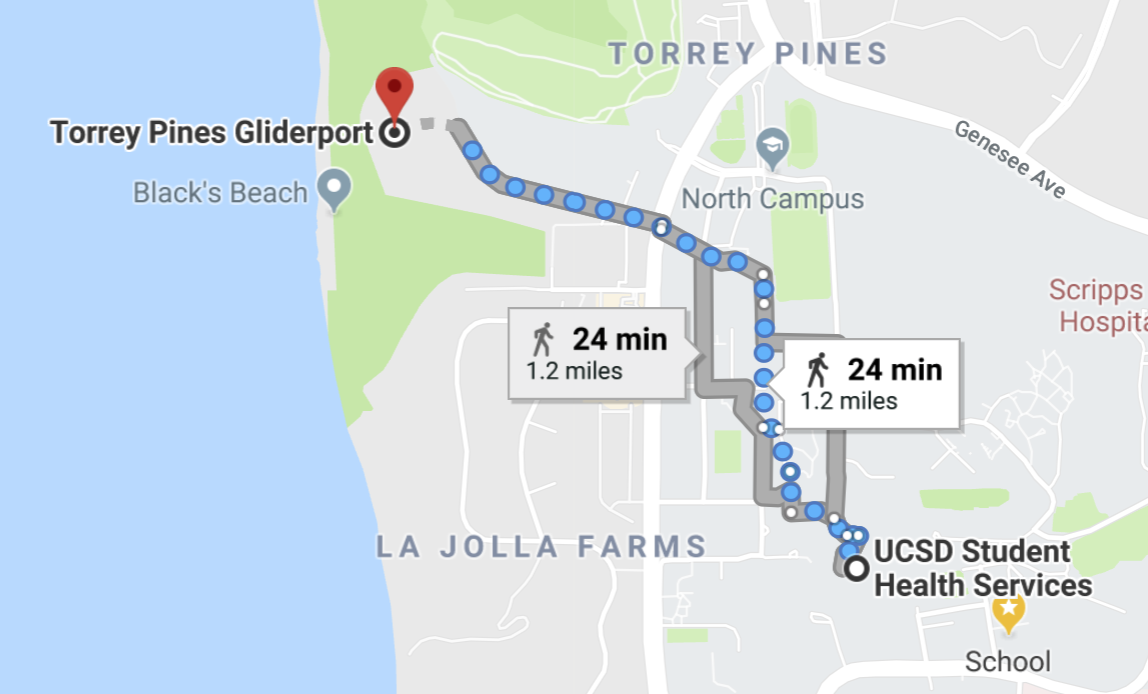 TORREY PINES
Torrey Pines Gliderport
Genesee Ave
Black's Beach
North Campus
Scripps
24 min
1.2 miles
24 min
1.2 miles
LA JOLLA FARMS
UCSD Student
Health Services
School